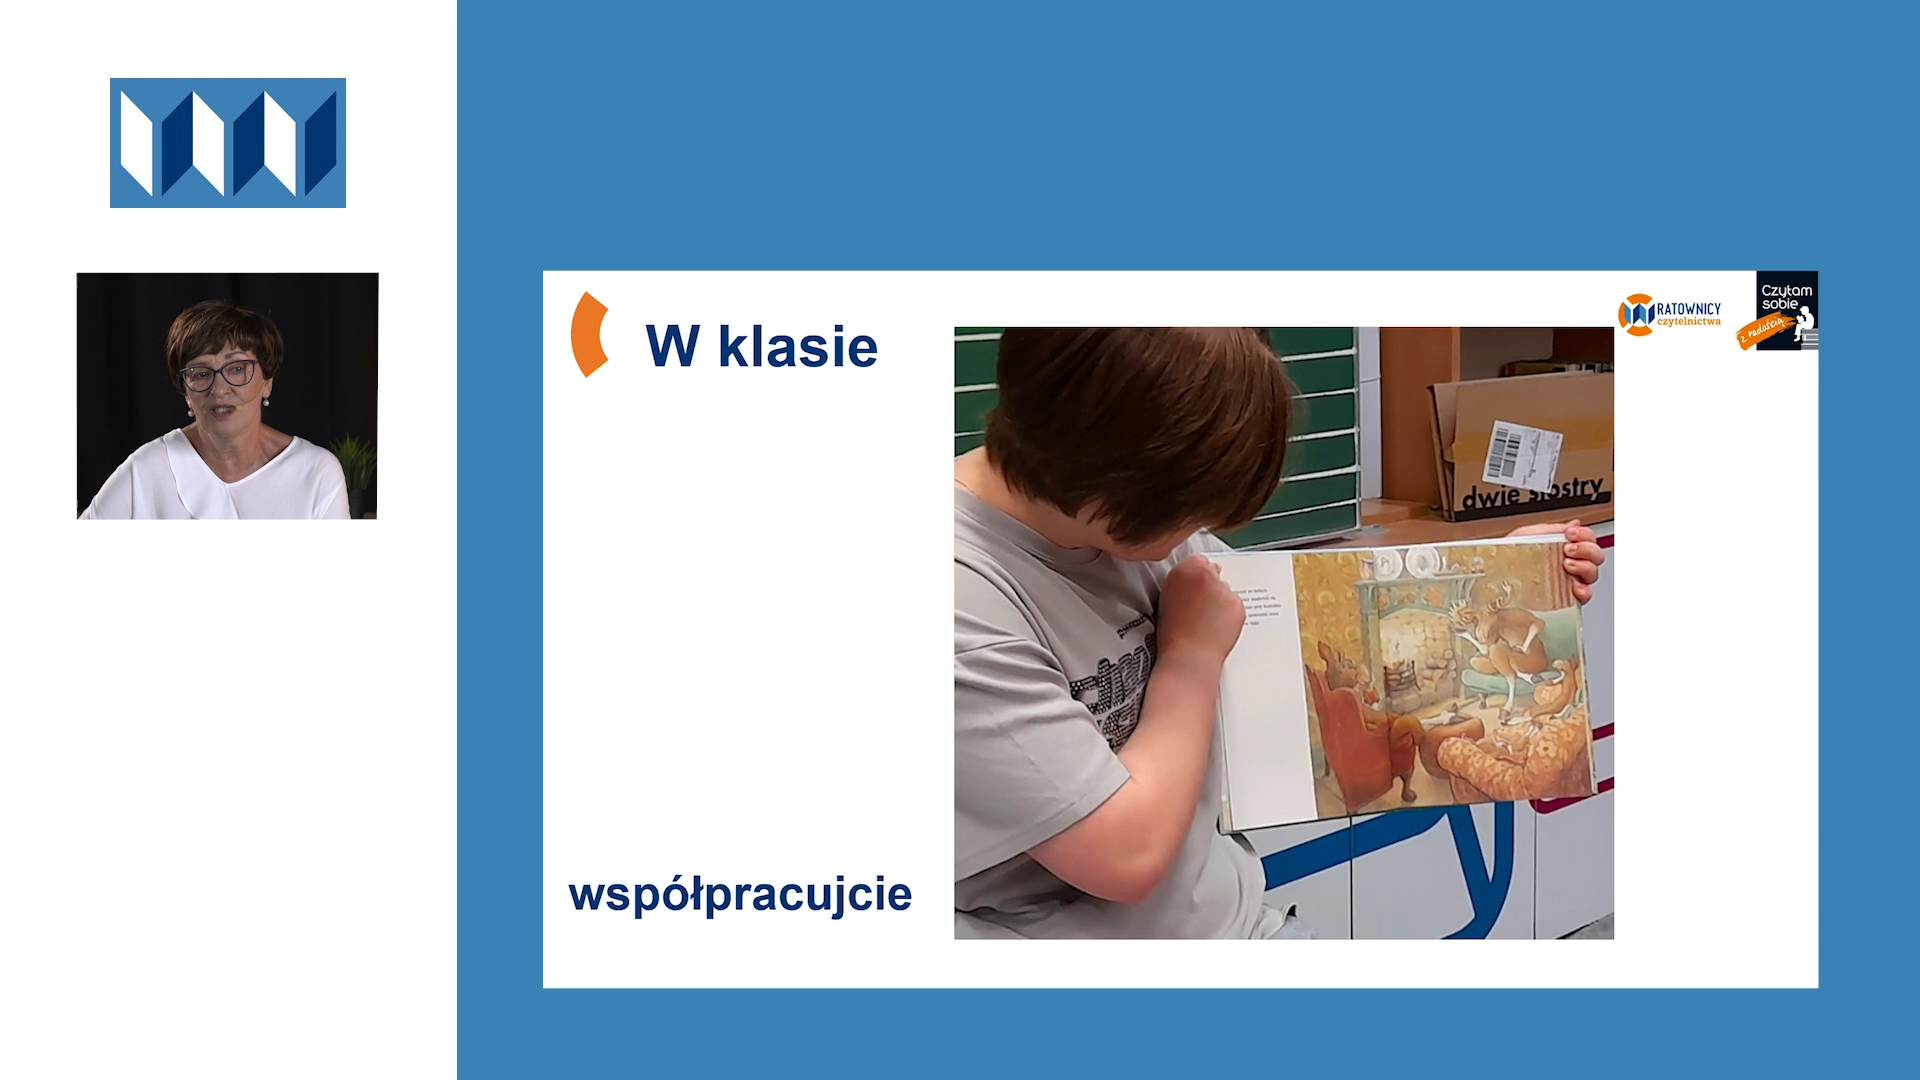 W klasie
RATOWNICY
czytelnictwa
Czytam
sobie
z radością
dwie siostry
współpracujcie